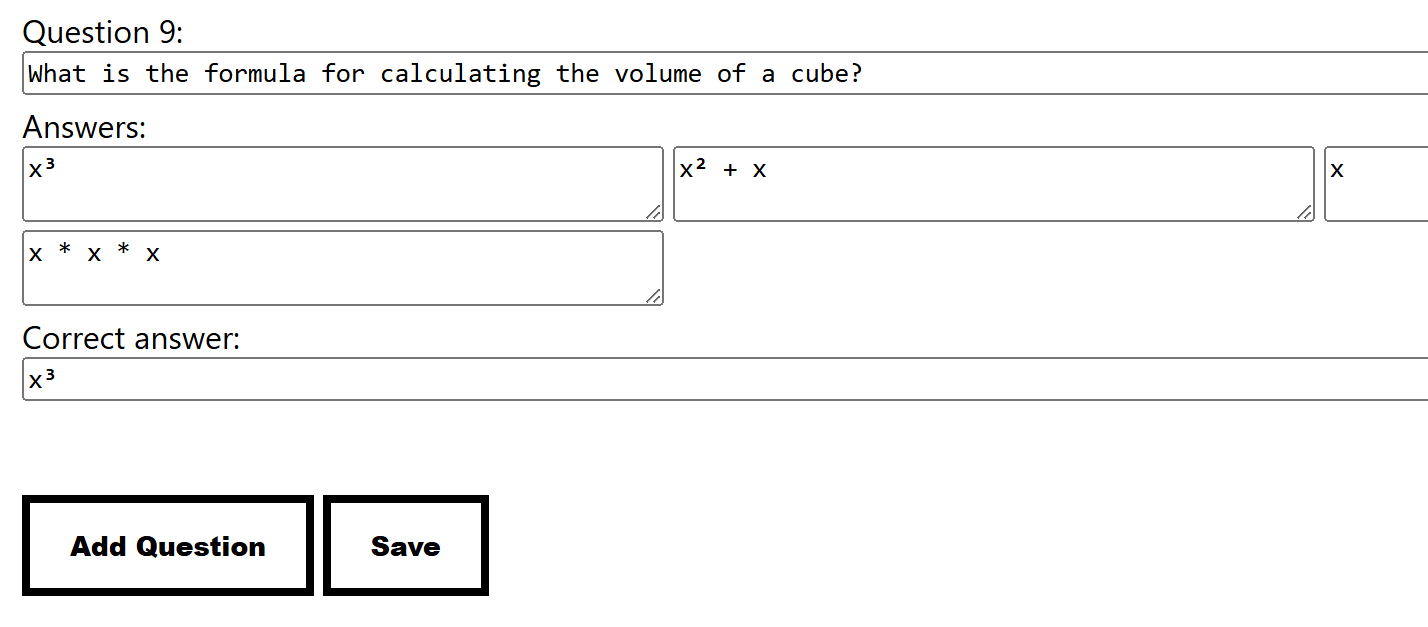 Question 9:
What is the formula for calculating the volume of a cube?
Answers:
x³ x² + x x
x * x * x
Correct answer:
x³
Add Question Save